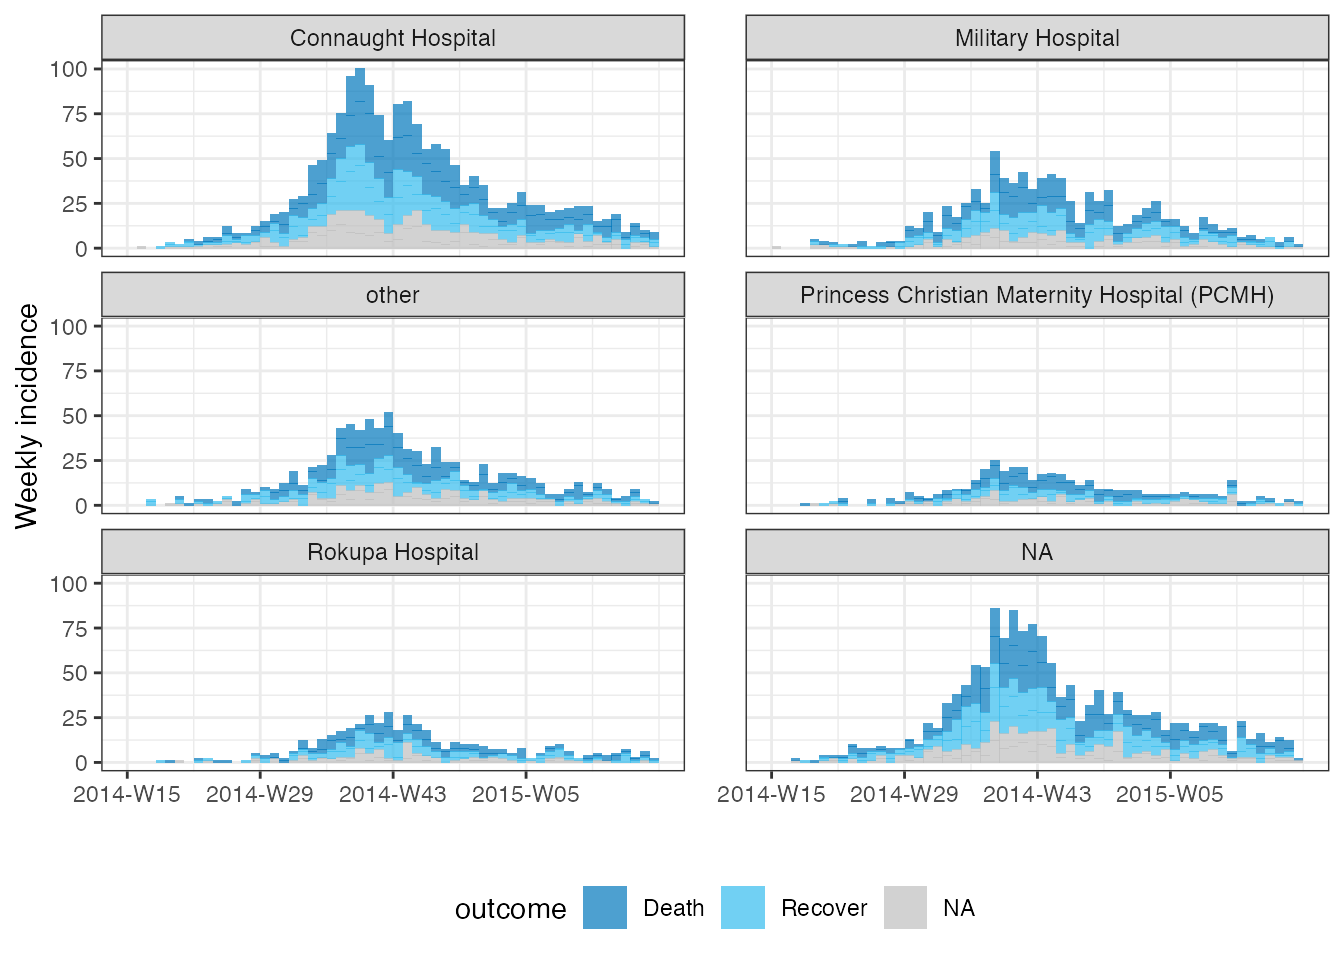 Connaught Hospital
Military Hospital
100
75
50
25
0
other
Princess Christian Maternity Hospital (PCMH)
100
75
50
25
0
Weekly incidence
Rokupa Hospital
NA
100
75
50
25
0
2014-W15 2014-W29 2014-W43 2015-W05
2014-W15 2014-W29 2014-W43 2015-W05
outcome Death Recover NA